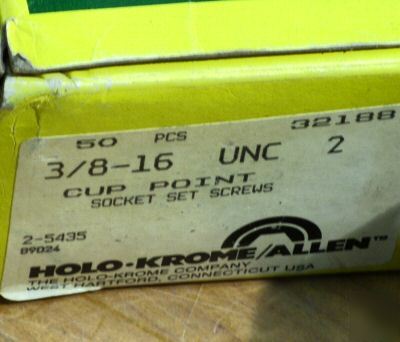 50 PCS 32188
3/8-16 UNC 2
CUP POINT
SOCKET SET SCREWS
2-5435
89024
HOLO-KROME/ALLEN™
THE HOLO-KROME COMPANY
WEST HARTFORD, CONNECTICUT USA